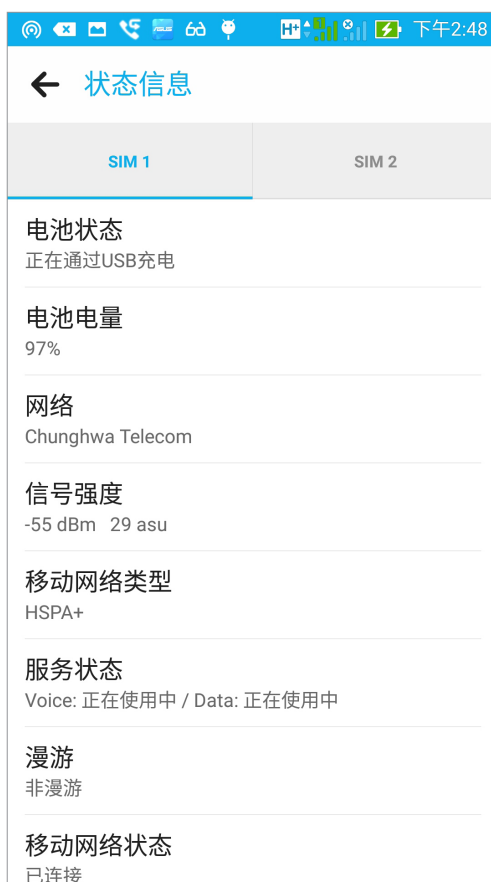 H+ 下午2:48
状态信息
SIM 1 SIM 2
电池状态
正在通过USB充电
电池电量
97%
网络
Chunghwa Telecom
信号强度
-55 dBm 29 asu
移动网络类型
HSPA+
服务状态
Voice: 正在使用中 / Data: 正在使用中
漫游
非漫游
移动网络状态
已连接